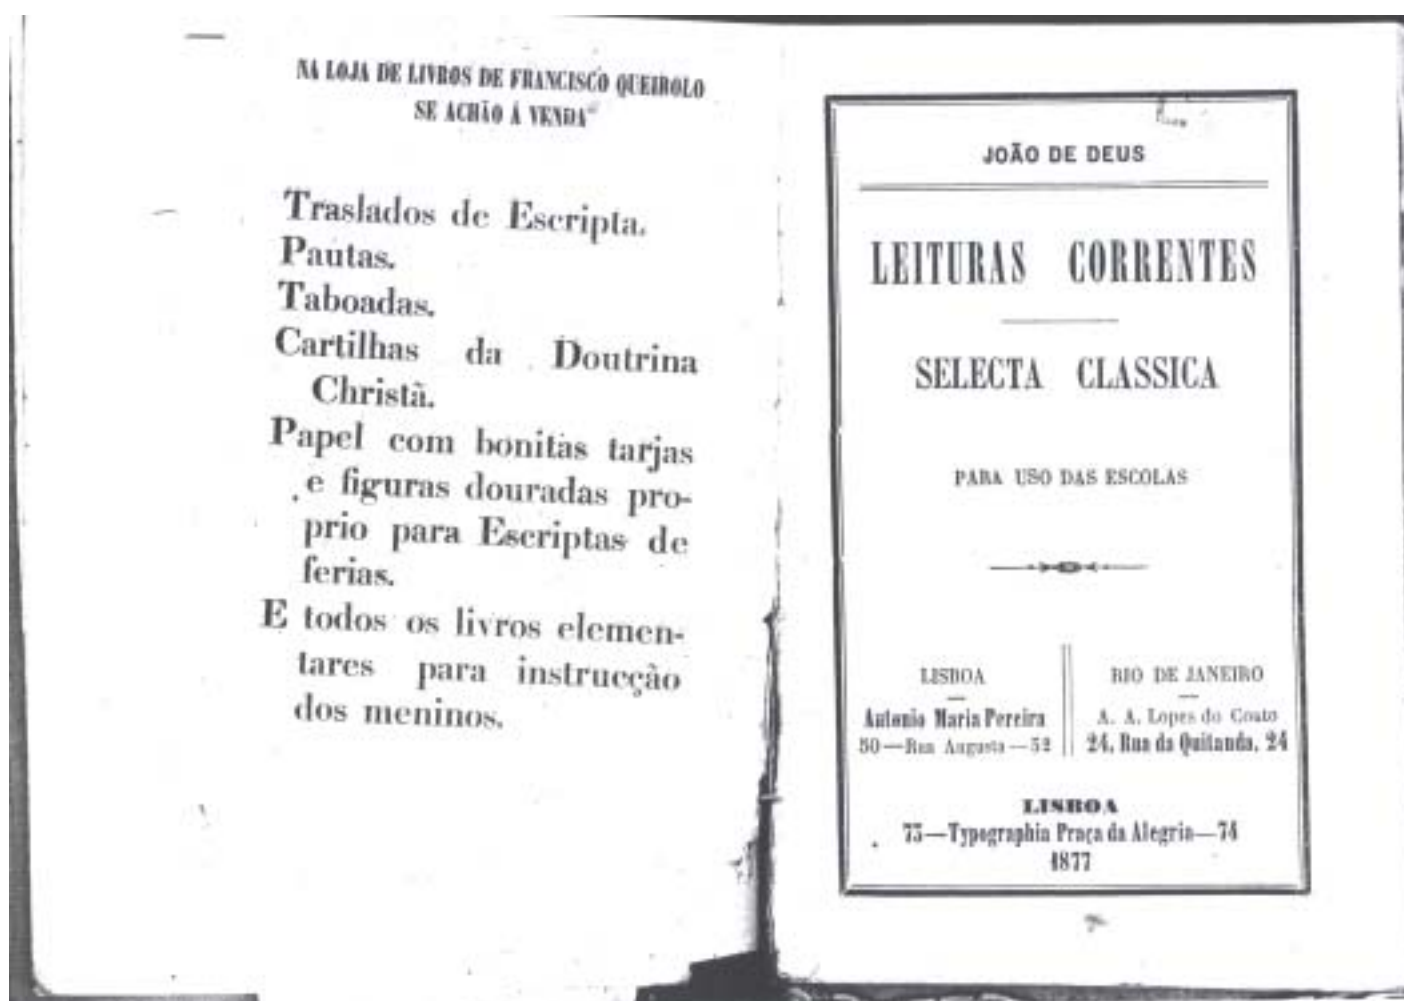 NA LOJA DE LIVROS DE FRANCISCO QUEIROLO
SE ACHÃO Á VENDA
Traslados de Escripta.
Pautas.
Taboadas.
Cartilhas da Doutrina
Christã.
Papel com bonitas tarjas
e figuras douradas pro-
prio para Escriptas de
ferias.
E todos os livros elemen-
tares para instrucção
dos meninos.
JOÃO DE DEUS
LEITURAS CORRENTES
SELECTA CLASSICA
PARA USO DAS ESCOLAS
LISBOA
Antonio Maria Pereira
50—Rua Augusta—52
RIO DE JANEIRO
A. A. Lopes do Couto
24, Rua da Quitanda, 24
LISBOA
73—Typographia Praça da Alegria—74
1877